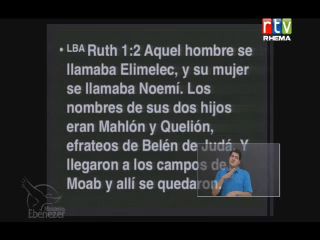 rtv
RHEMA
• LBA Ruth 1:2 Aquel hombre se
llamaba Elimelec, y su mujer
se llamaba Noemí. Los
nombres de sus dos hijos
eran Mahlón y Quelión,
efrateos de Belén de Judá. Y
llegaron a los campos de
Moab y allí se quedaron.
Ministerios
Ebenezer